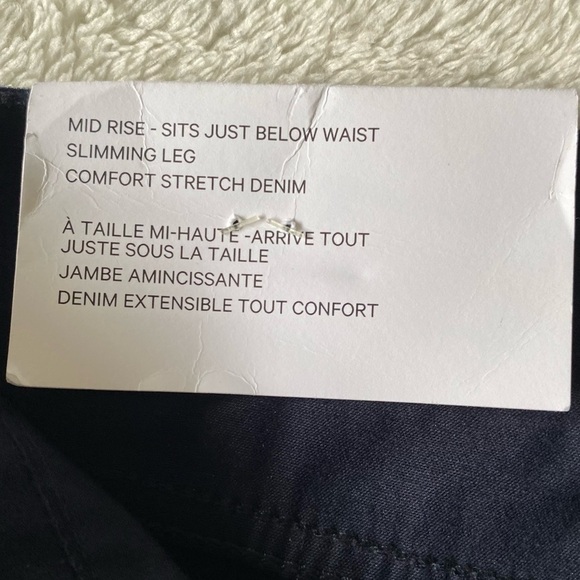 MID RISE - SITS JUST BELOW WAIST
SLIMMING LEG
COMFORT STRETCH DENIM
À TAILLE MI-HAUTE -ARRIVE TOUT
JUSTE SOUS LA TAILLE
JAMBE AMINCISSANTE
DENIM EXTENSIBLE TOUT CONFORT